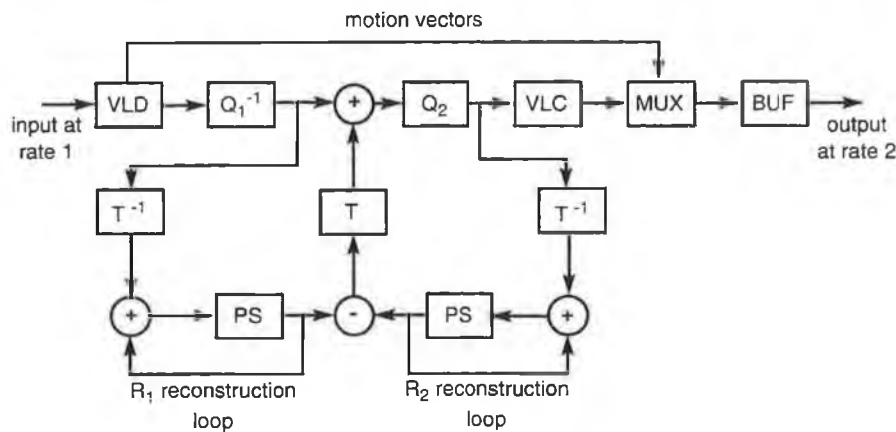 motion vectors
VLD
Q₁⁻¹
+
Q₂
VLC
MUX
BUF
input at
rate 1
output
at rate 2
T⁻¹
T
T⁻¹
+
PS
-
PS
+
R₁ reconstruction
loop
R₂ reconstruction
loop